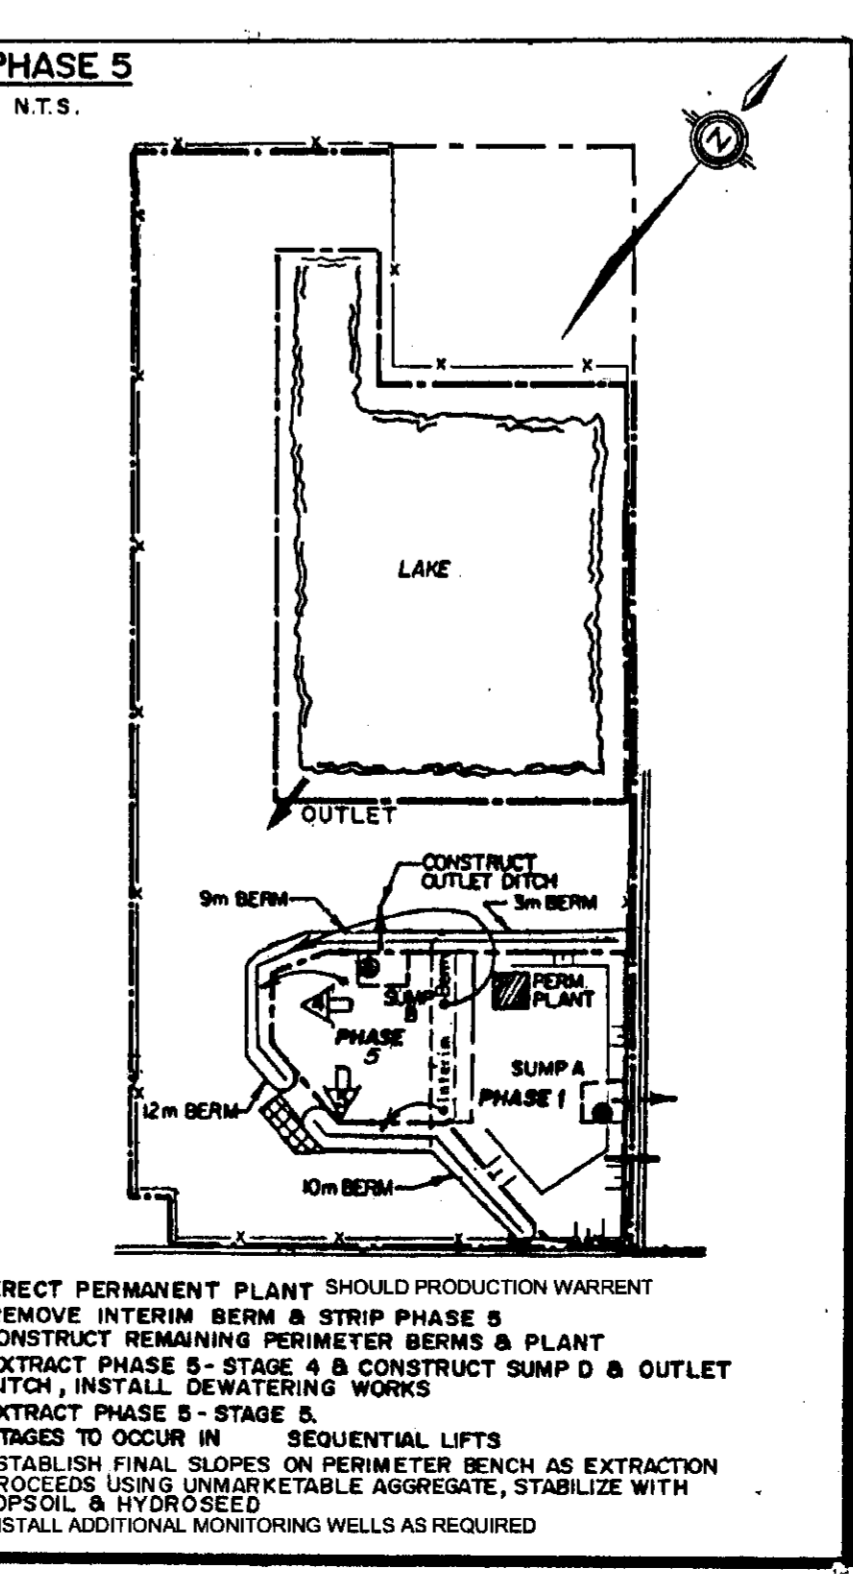 PHASE 5
N.T.S.
N
LAKE
OUTLET
CONSTRUCT
OUTLET DITCH
9m BERM
3m BERM
PERM.
PLANT
SUMP
4
PHASE
5
Interim
SUMP A
PHASE 1
12m BERM
10m BERM
ERECT PERMANENT PLANT SHOULD PRODUCTION WARRENT
REMOVE INTERIM BERM & STRIP PHASE 5
ONSTRUCT REMAINING PERIMETER BERMS & PLANT
XTRACT PHASE 5 - STAGE 4 & CONSTRUCT SUMP D & OUTLET
ITCH, INSTALL DEWATERING WORKS
XTRACT PHASE 5 - STAGE 5.
TAGES TO OCCUR IN SEQUENTIAL LIFTS
STABLISH FINAL SLOPES ON PERIMETER BENCH AS EXTRACTION
ROCEEDS USING UNMARKETABLE AGGREGATE, STABILIZE WITH
OPSOIL & HYDROSEED
NSTALL ADDITIONAL MONITORING WELLS AS REQUIRED